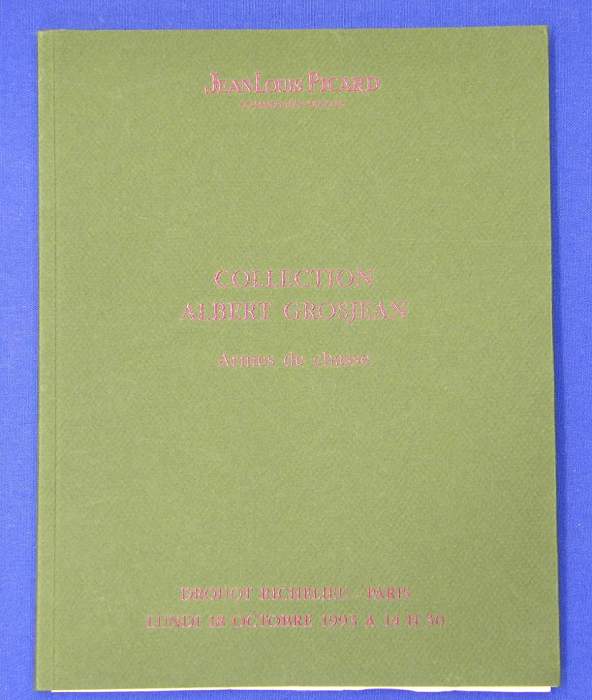 JEAN LOUIS PICARD
COLLECTION
ALBERT GROSJEAN
Armes de chasse
DROUOT RICHELIEU - PARIS
LUNDI 18 OCTOBRE 1993 A 14 H 30